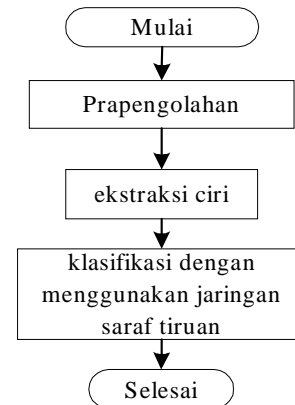 Mulai
Prapengolahan
ekstraksi ciri
klasifikasi dengan
menggunakan jaringan
saraf tiruan
Selesai